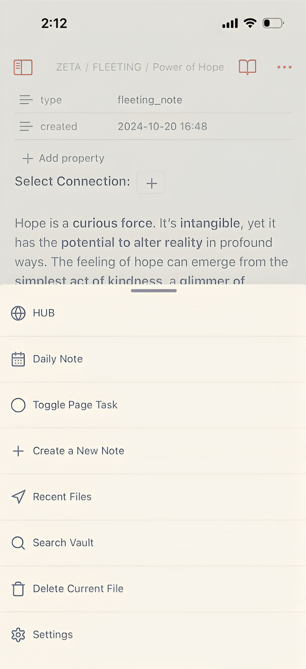 2:12
ZETA / FLEETING / Power of Hope
type fleeting_note
created 2024-10-20 16:48
Add property
Select Connection:
Hope is a curious force. It's intangible, yet it
has the potential to alter reality in profound
ways. The feeling of hope can emerge from the
simplest act of kindness, a glimmer of
HUB
Daily Note
Toggle Page Task
Create a New Note
Recent Files
Search Vault
Delete Current File
Settings